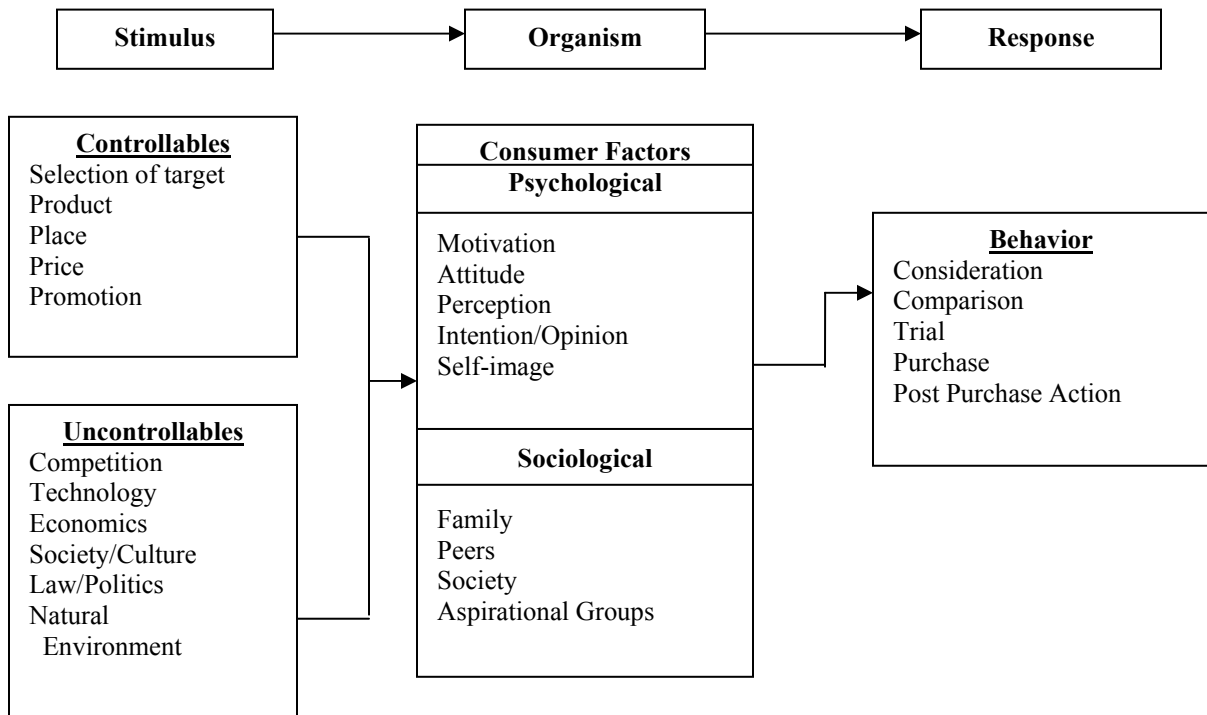 Stimulus
Organism
Response
Controllables
Selection of target
Product
Place
Price
Promotion
Uncontrollables
Competition
Technology
Economics
Society/Culture
Law/Politics
Natural
Environment
Consumer Factors
Psychological
Motivation
Attitude
Perception
Intention/Opinion
Self-image
Sociological
Family
Peers
Society
Aspirational Groups
Behavior
Consideration
Comparison
Trial
Purchase
Post Purchase Action